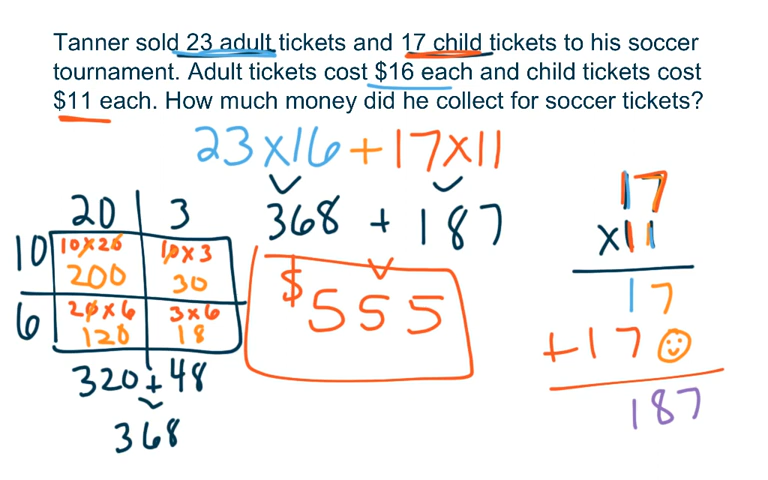 Tanner sold 23 adult tickets and 17 child tickets to his soccer
tournament. Adult tickets cost $16 each and child tickets cost
$11 each. How much money did he collect for soccer tickets?
23x16+17x11
368 + 187
$555
20 3
10 10x20 10x3
200 30
6 20x6 3x6
120 18
320+48
368
17
x11
17
+170
187